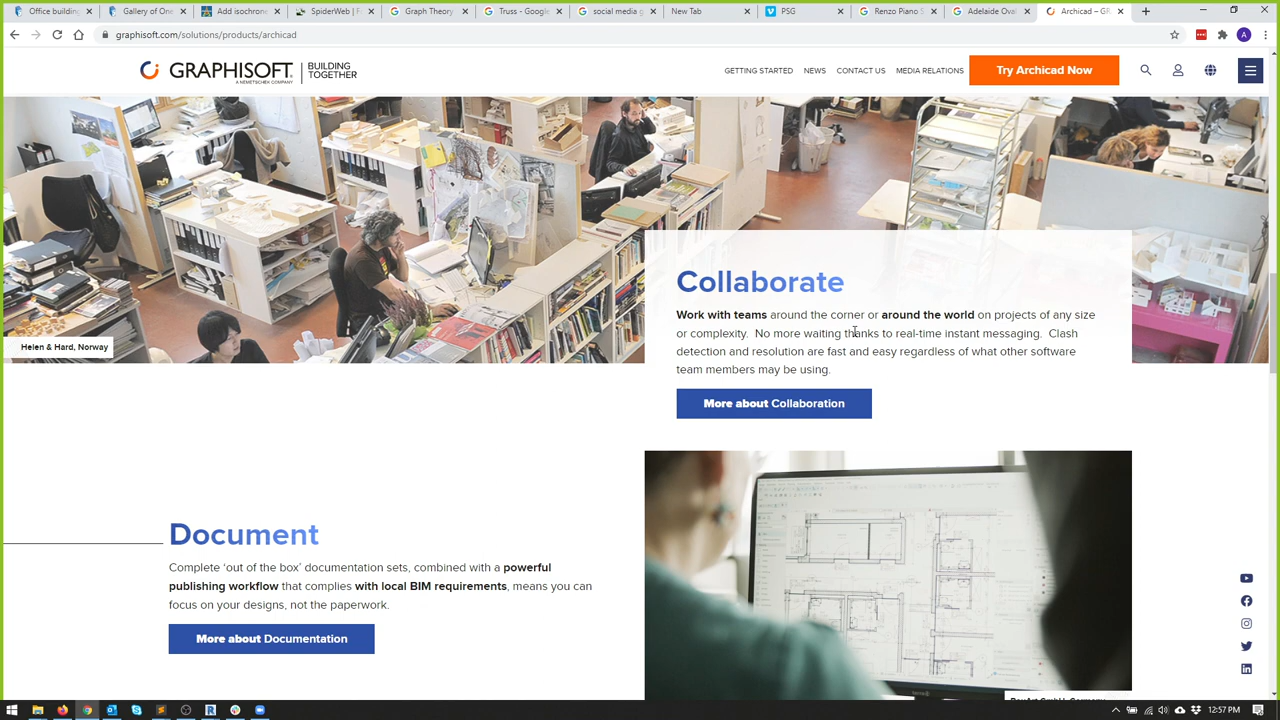 Office building
Gallery of One
Add isochrone
SpiderWeb | F
Graph Theory
Truss - Google
social media g
New Tab
PSG
Renzo Piano S
Adelaide Ova
Archicad – GR
graphisoft.com/solutions/products/archicad
A
GRAPHISOFT
A NEMETSCHEK COMPANY
BUILDING
TOGETHER
GETTING STARTED
NEWS
CONTACT US
MEDIA RELATIONS
Try Archicad Now
Helen & Hard, Norway
Collaborate
Work with teams around the corner or around the world on projects of any size
or complexity. No more waiting thanks to real-time instant messaging. Clash
detection and resolution are fast and easy regardless of what other software
team members may be using.
More about Collaboration
Document
Complete ‘out of the box’ documentation sets, combined with a powerful
publishing workflow that complies with local BIM requirements, means you can
focus on your designs, not the paperwork.
More about Documentation
12:57 PM